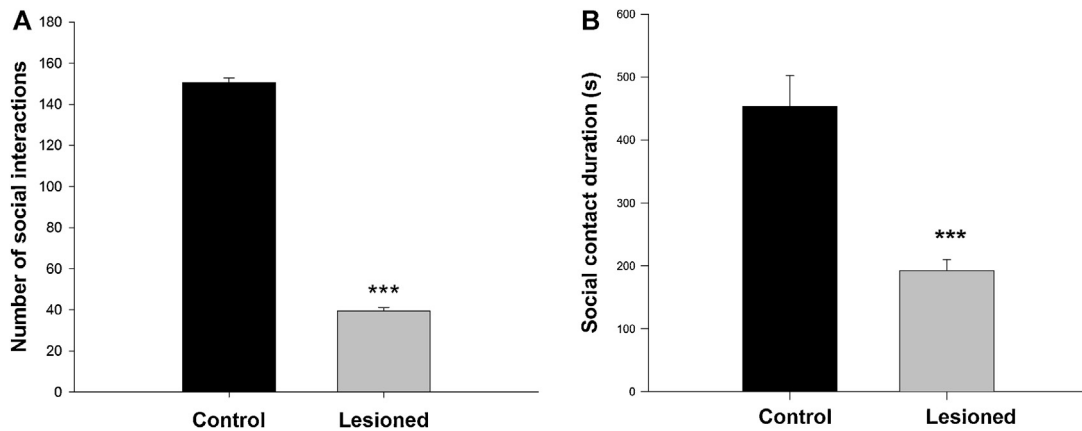 A
Number of social interactions
180
160
140
120
100
80
60
40
20
0
***
Control
Lesioned
B
Social contact duration (s)
600
500
400
300
200
100
0
***
Control
Lesioned